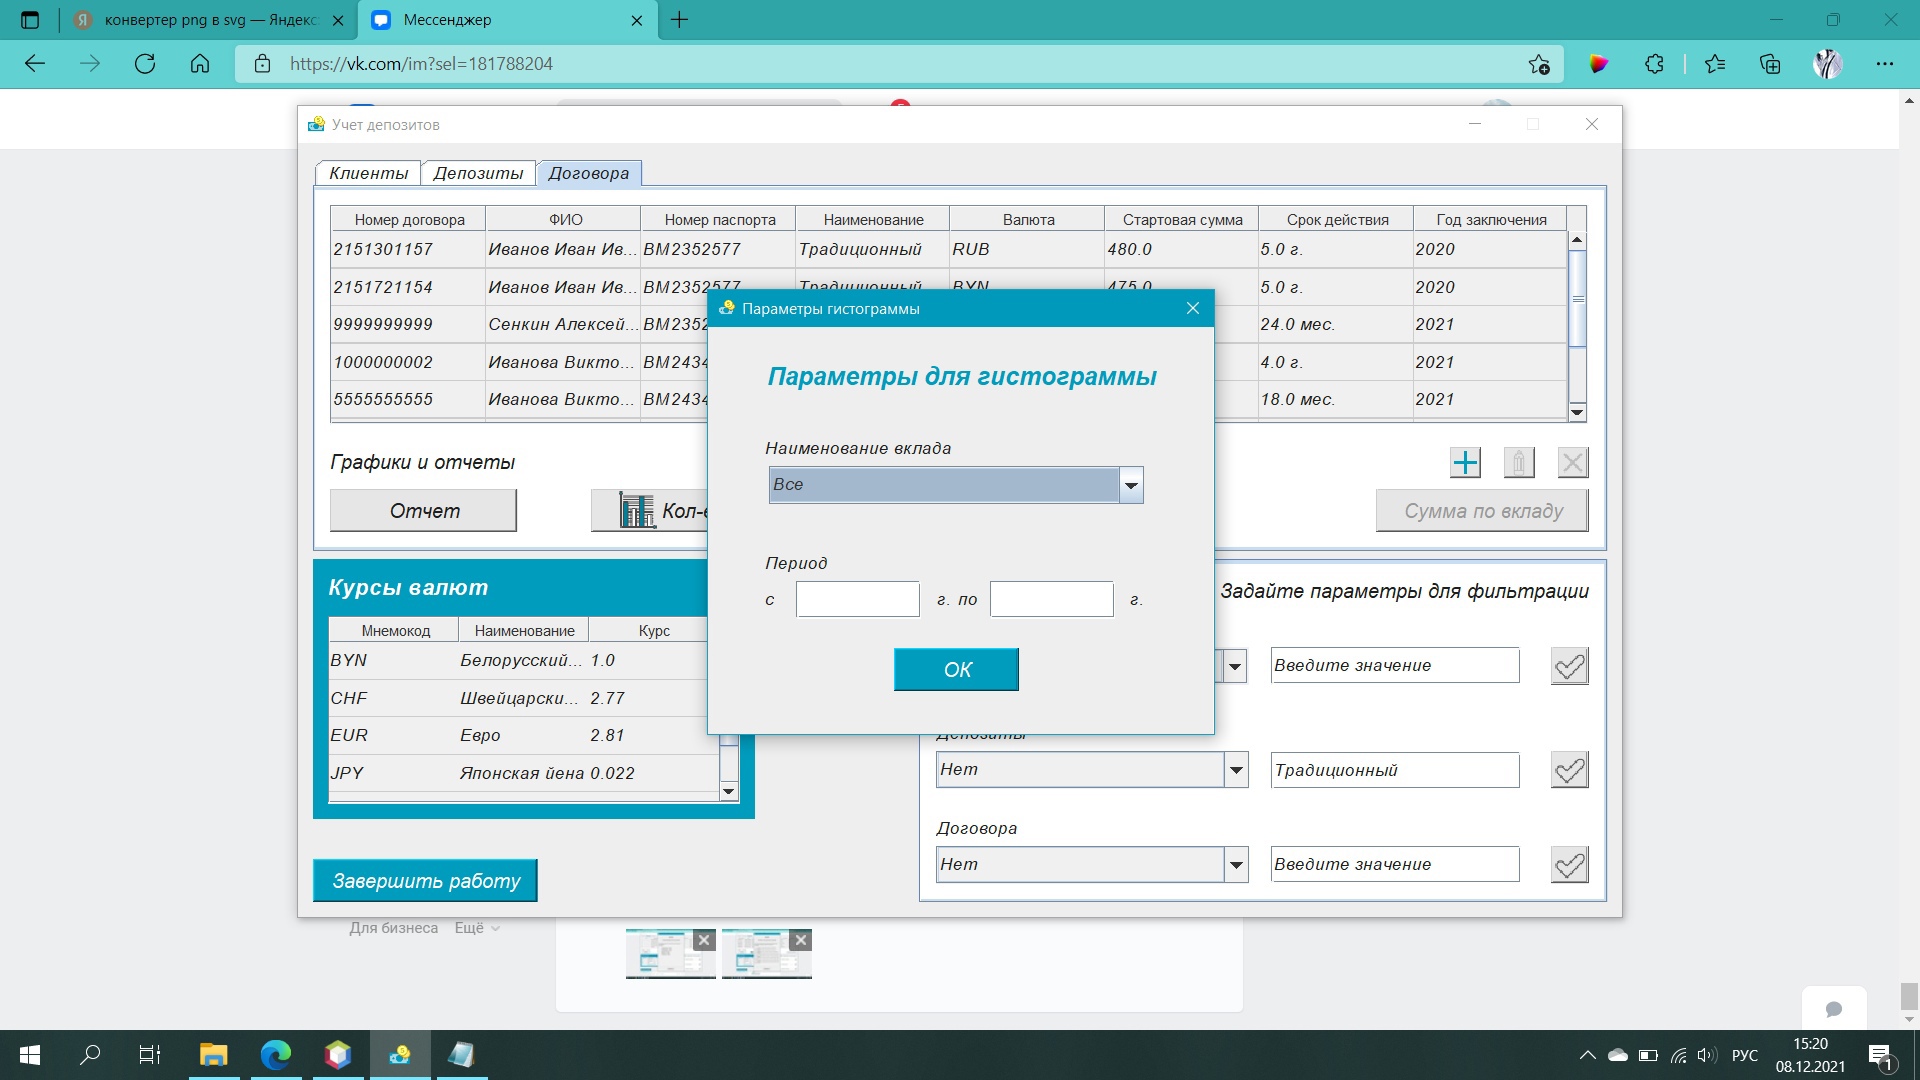 конвертер png в svg — Яндекс
Мессенджер
https://vk.com/im?sel=181788204
Учет депозитов
Клиенты Депозиты Договора
Номер договора ФИО Номер паспорта Наименование Валюта Стартовая сумма Срок действия Год заключения
2151301157 Иванов Иван Ив... BM2352577 Традиционный RUB 480.0 5.0 г. 2020
2151721154 Иванов Иван Ив... BM2352577 Традиционный BYN 475.0 5.0 г. 2020
9999999999 Сенкин Алексей... BM2352 24.0 мес. 2021
1000000002 Иванова Викто... BM2434 4.0 г. 2021
5555555555 Иванова Викто... BM2434 18.0 мес. 2021
Графики и отчеты
Отчет
Кол-в
Сумма по вкладу
Параметры гистограммы
Параметры для гистограммы
Наименование вклада
Все
Период
с г. по г.
ОК
Курсы валют
Мнемокод Наименование Курс
BYN Белорусский... 1.0
CHF Швейцарски... 2.77
EUR Евро 2.81
JPY Японская йена 0.022
Задайте параметры для фильтрации
Введите значение
Депозиты
Нет Традиционный
Договора
Нет Введите значение
Завершить работу
Для бизнеса Ещё
РУС
15:20
08.12.2021
1